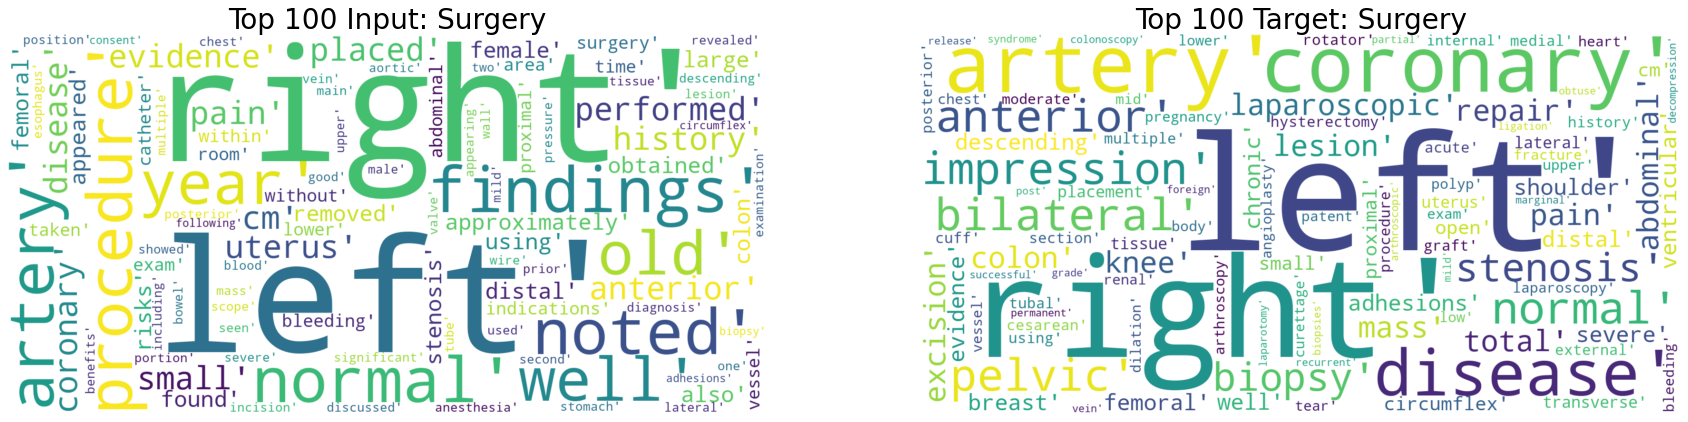 Top 100 Input: Surgery
position'
consent'
chest'
evidence'
placed'
female'
surgery'
revealed'
femoral'
esophagus'
disease'
appeared'
procedure'
catheter'
multiple'
right'
vein'
main'
aortic'
two'
area'
time'
tissue'
large'
descending'
lesion'
pain'
within'
room'
upper'
abdominal'
appearing'
wall'
proximal'
pressure'
performed'
circumflex'
history'
obtained'
male'
good'
year'
without'
findings'
mild'
valve'
approximately'
examination'
colon'
posterior'
following'
cm'
removed'
lower'
artery'
taken'
coronary'
showed'
exam'
risks'
including'
bowel'
uterus'
blood'
left'
using'
wire'
prior'
old'
anterior'
distal'
indications'
stenosis'
mass'
scope'
seen'
bleeding'
tube'
used'
diagnosis'
noted'
biopsy'
vessel'
benefits'
portion'
severe'
significant'
second'
one'
adhesions'
small'
found'
normal'
well'
also'
incision'
discussed'
anesthesia'
stomach'
lateral'
Top 100 Target: Surgery
release'
syndrome'
colonoscopy'
lower'
rotator'
partial'
internal'
medial'
heart'
posterior'
artery'
coronary'
cm'
decompression'
chest'
moderate'
mid'
obtuse'
anterior'
pregnancy'
laparoscopic'
repair'
history'
abdominal'
ventricular'
descending'
multiple'
hysterectomy'
ligation'
lesion'
acute'
lateral'
fracture'
upper'
impression'
post'
placement'
foreign'
chronic'
angioplasty'
left'
patent'
proximal'
procedure'
arthroscopic'
polyp'
uterus'
exam'
open'
shoulder'
marginal'
pain'
bilateral'
body'
cuff'
section'
tissue'
graft'
distal'
colon'
knee'
renal'
successful'
grade'
small'
mild'
stenosis'
excision'
evidence'
vessel'
tubal'
permanent'
cesarean'
using'
right'
dilation'
arthroscopy'
laparotomy'
curettage'
biopsies'
recurrent'
adhesions'
low'
laparoscopy'
normal'
mass'
total'
severe'
external'
bleeding'
pelvic'
biopsy'
disease'
breast'
vein'
femoral'
well'
tear'
circumflex'
transverse'